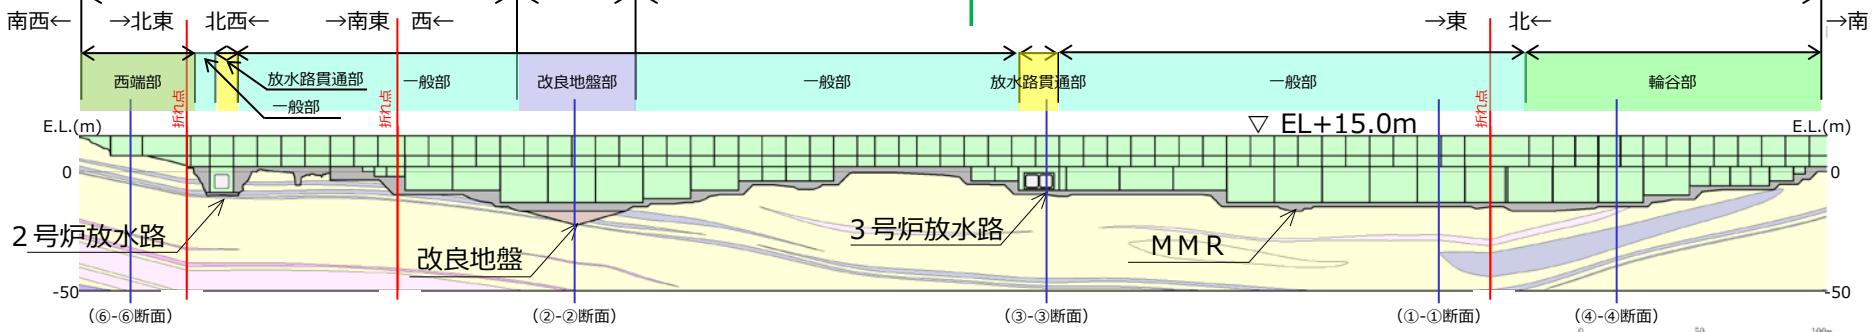 南西← →北東 北西← →南東 西← →東 北← →南
西端部 放水路貫通部 一般部 改良地盤部 一般部 放水路貫通部 一般部 輪谷部
一般部
折れ点 折れ点 折れ点
E.L.(m) ▽ EL+15.0m E.L.(m)
0 0
2号炉放水路 改良地盤 3号炉放水路 MMR
-50 -50
(⑥-⑥断面) (②-②断面) (③-③断面) (①-①断面) (④-④断面)
0 50 100m